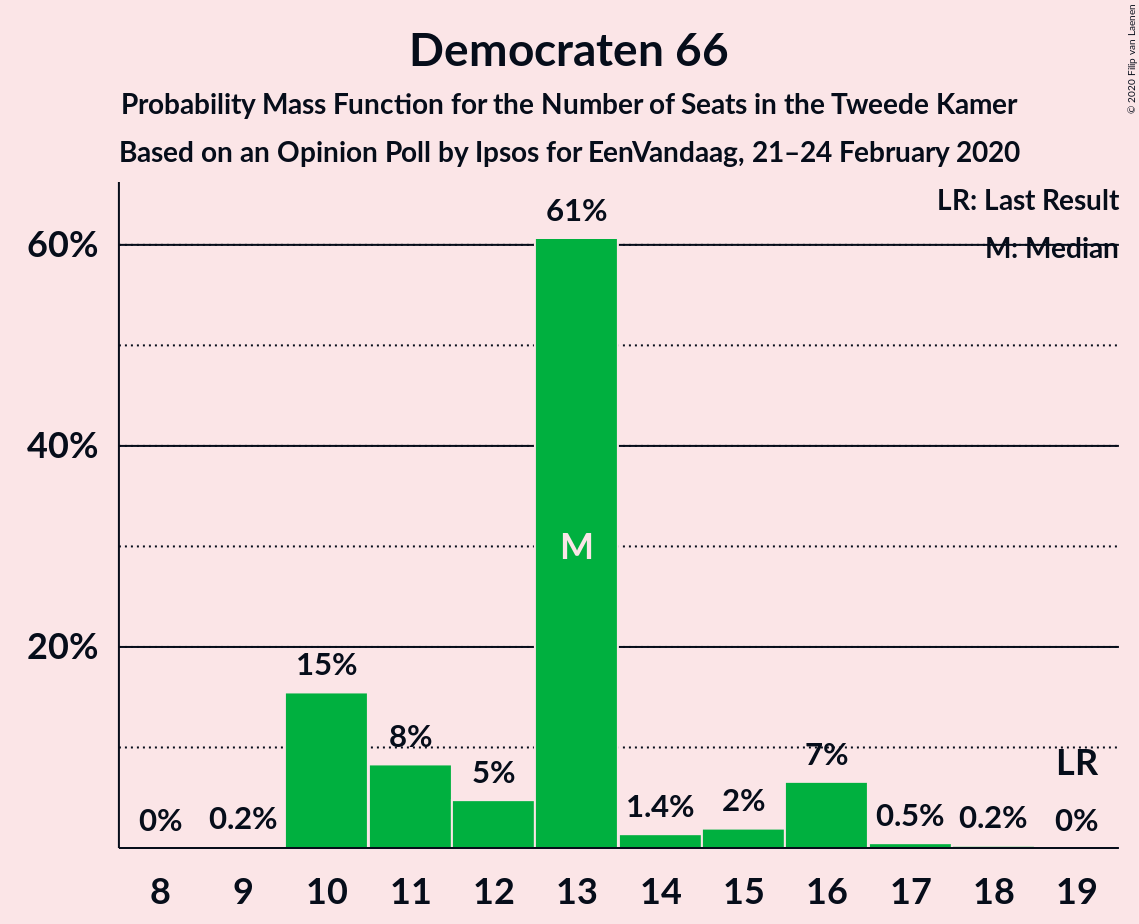 Democraten 66
Probability Mass Function for the Number of Seats in the Tweede Kamer
Based on an Opinion Poll by Ipsos for EenVandaag, 21–24 February 2020
© 2020 Filip van Laenen
LR: Last Result
M: Median
60%
40%
20%
0%
0.2%
15%
8%
5%
61%
M
1.4%
2%
7%
0.5%
0.2%
LR
0%
8 9 10 11 12 13 14 15 16 17 18 19